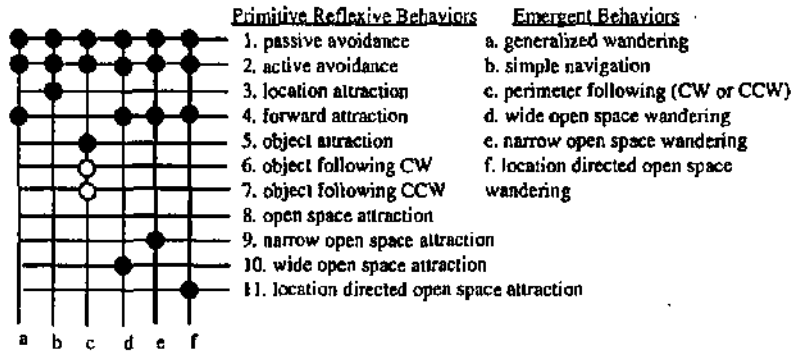 Primitive Reflexive Behaviors Emergent Behaviors
1. passive avoidance a. generalized wandering
2. active avoidance b. simple navigation
3. location attraction c. perimeter following (CW or CCW)
4. forward attraction d. wide open space wandering
5. object attraction e. narrow open space wandering
6. object following CW f. location directed open space
7. object following CCW wandering
8. open space attraction
9. narrow open space attraction
10. wide open space attraction
11. location directed open space attraction
a b c d e f